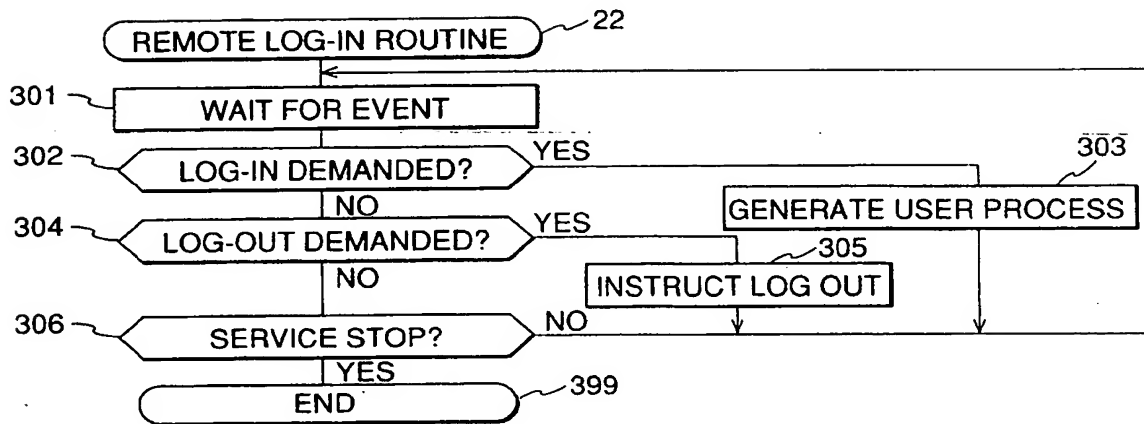 REMOTE LOG-IN ROUTINE
22
301
WAIT FOR EVENT
302
LOG-IN DEMANDED?
YES
303
NO
GENERATE USER PROCESS
304
LOG-OUT DEMANDED?
YES
305
NO
INSTRUCT LOG OUT
306
SERVICE STOP?
NO
YES
END
399